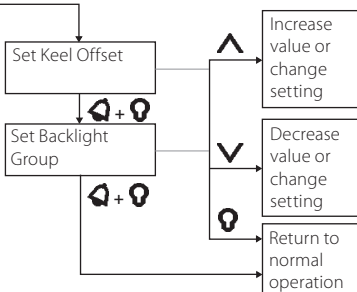 Set Keel Offset
+
Set Backlight
Group
+
Increase
value or
change
setting
Decrease
value or
change
setting
Return to
normal
operation